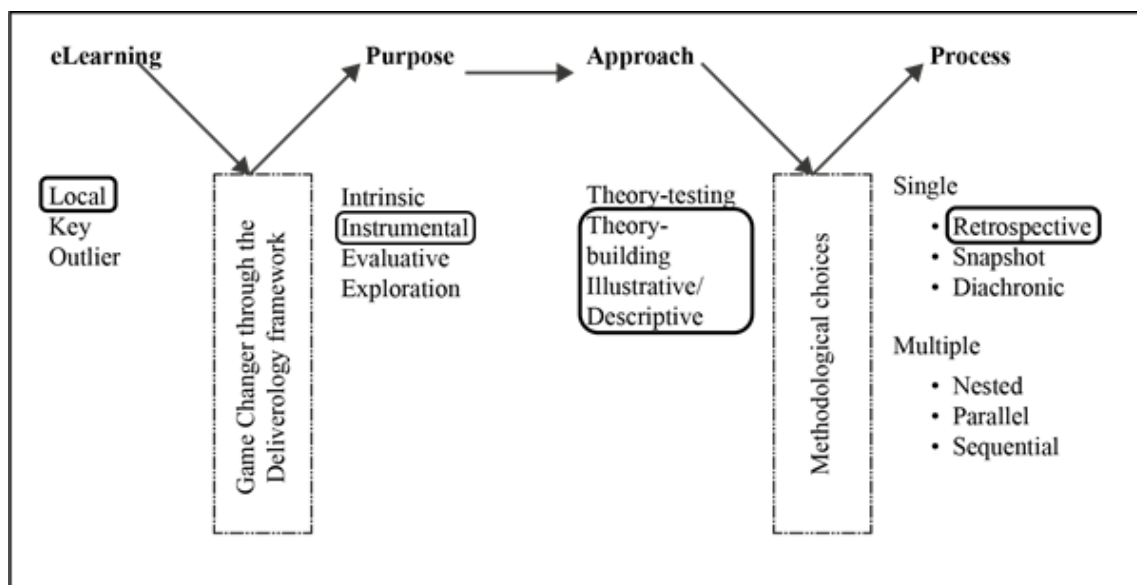 eLearning
Purpose
Approach
Process
Local
Key
Outlier
Game Changer through the
Deliverology framework
Intrinsic
Instrumental
Evaluative
Exploration
Theory-testing
Theory-
building
Illustrative/
Descriptive
Methodological choices
Single
• Retrospective
• Snapshot
• Diachronic
Multiple
• Nested
• Parallel
• Sequential